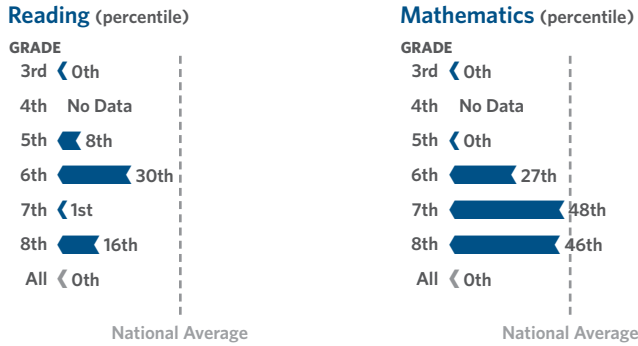 Reading (percentile)
GRADE
3rd 0th
4th No Data
5th 8th
6th 30th
7th 1st
8th 16th
All 0th
National Average
Mathematics (percentile)
GRADE
3rd 0th
4th No Data
5th 0th
6th 27th
7th 48th
8th 46th
All 0th
National Average